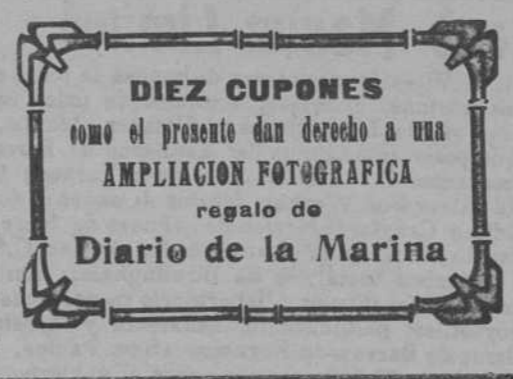 DIEZ CUPONES
como el presente dan derecho a una
AMPLIACION FOTOGRAFICA
regalo de
Diario de la Marina